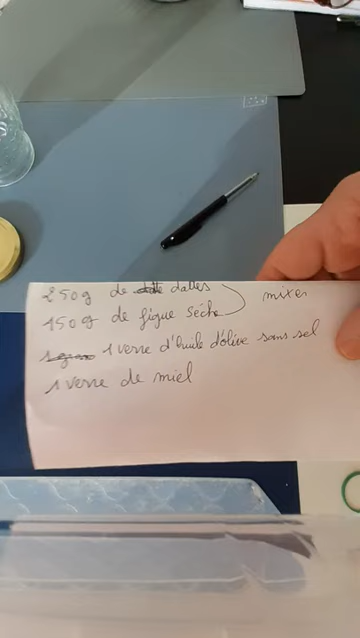 250g de dattes mixer
150g de figue sèche
1 verre d'huile d'olive sans sel
1 verre de miel